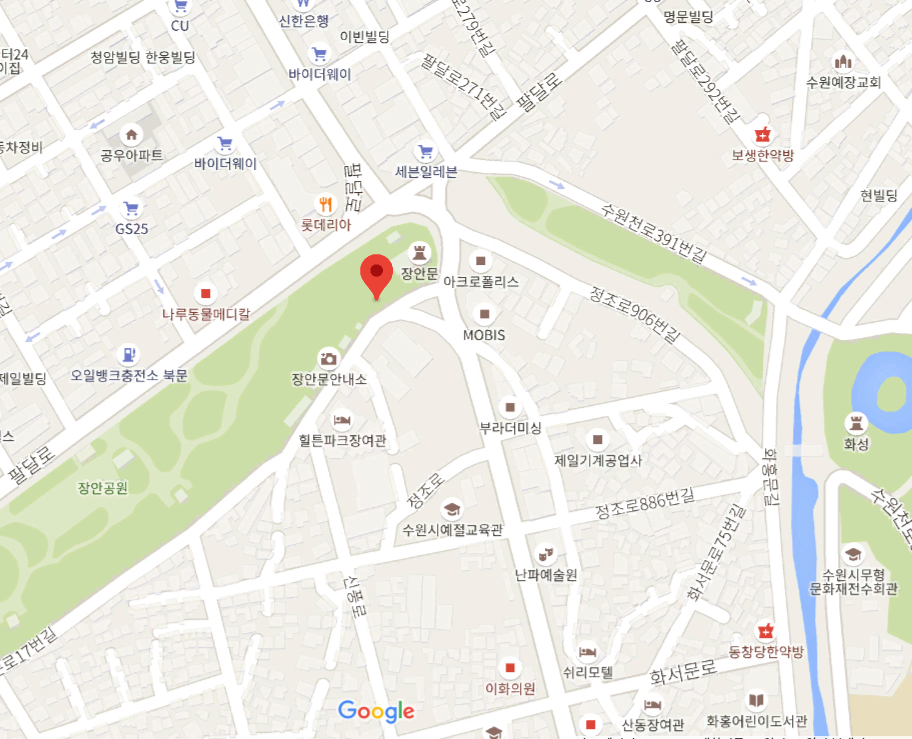 CU
신한은행
이빈빌딩
명문빌딩
터24
이집
청암빌딩 한웅빌딩
바이더웨이
팔달로279번길
팔달로271번길
팔달로
팔달로292번길
수원예장교회
공우아파트
동차정비
바이더웨이
세븐일레븐
보생한약방
팔달로
현빌딩
GS25
롯데리아
수원천로391번길
장안문
아크로폴리스
나루동물메디칼
정조로906번길
MOBIS
오일뱅크충전소 북문
제일빌딩
장안문안내소
힐튼파크장여관
부라더미싱
화성
제일기계공업사
팔달로
장안공원
정조로
화홍문길
수원천로
정조로886번길
수원시예절교육관
화서문로75번길
난파예술원
수원시무형
문화재전수회관
신풍로
로17번길
동창당한약방
쉬리모텔
화서문로
이화의원
Google
산동장여관
화홍어린이도서관